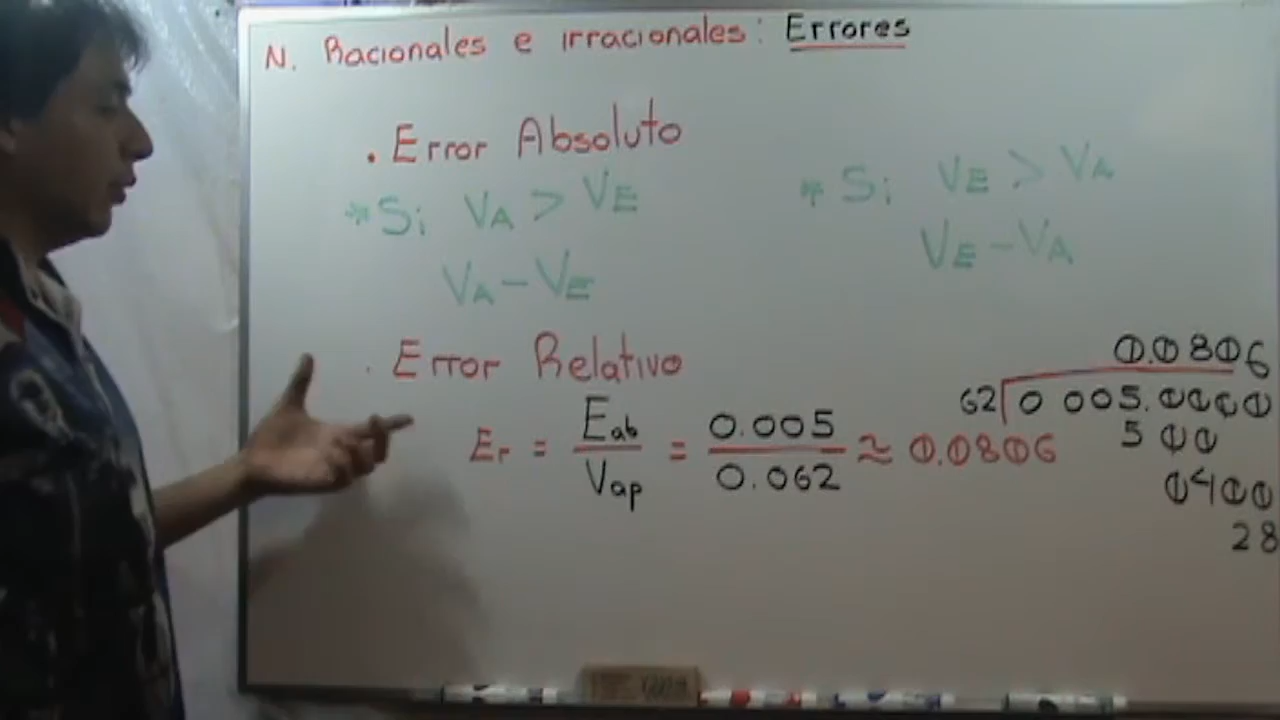 N. Racionales e irracionales: Errores
. Error Absoluto
*Si VA > VE
VA - VE
* Si VE > VA
VE - VA
. Error Relativo
Er = Eab/Vap = 0.005/0.062 ≈ 0.0806
0.0806
62 0 005.0000
500
0400
28